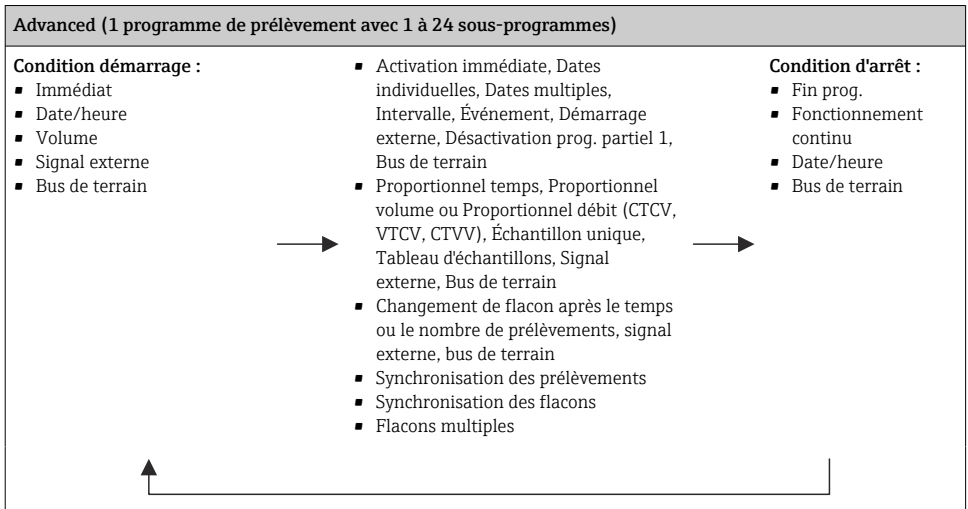 Advanced (1 programme de prélèvement avec 1 à 24 sous-programmes)
Condition démarrage :
▪ Immédiat
▪ Date/heure
▪ Volume
▪ Signal externe
▪ Bus de terrain
▪ Activation immédiate, Dates
individuelles, Dates multiples,
Intervalle, Événement, Démarrage
externe, Désactivation prog. partiel 1,
Bus de terrain
▪ Proportionnel temps, Proportionnel
volume ou Proportionnel débit (CTCV,
VTCV, CTVV), Échantillon unique,
Tableau d'échantillons, Signal
externe, Bus de terrain
▪ Changement de flacon après le temps
ou le nombre de prélèvements, signal
externe, bus de terrain
▪ Synchronisation des prélèvements
▪ Synchronisation des flacons
▪ Flacons multiples
Condition d'arrêt :
▪ Fin prog.
▪ Fonctionnement
continu
▪ Date/heure
▪ Bus de terrain